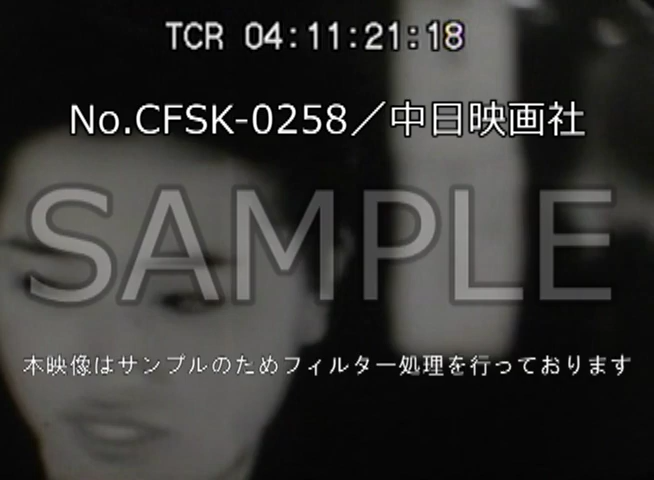 TCR 04:11:21:18
No.CFSK-0258／中日映画社
SAMPLE
本映像はサンプルのためフィルター処理を行っております